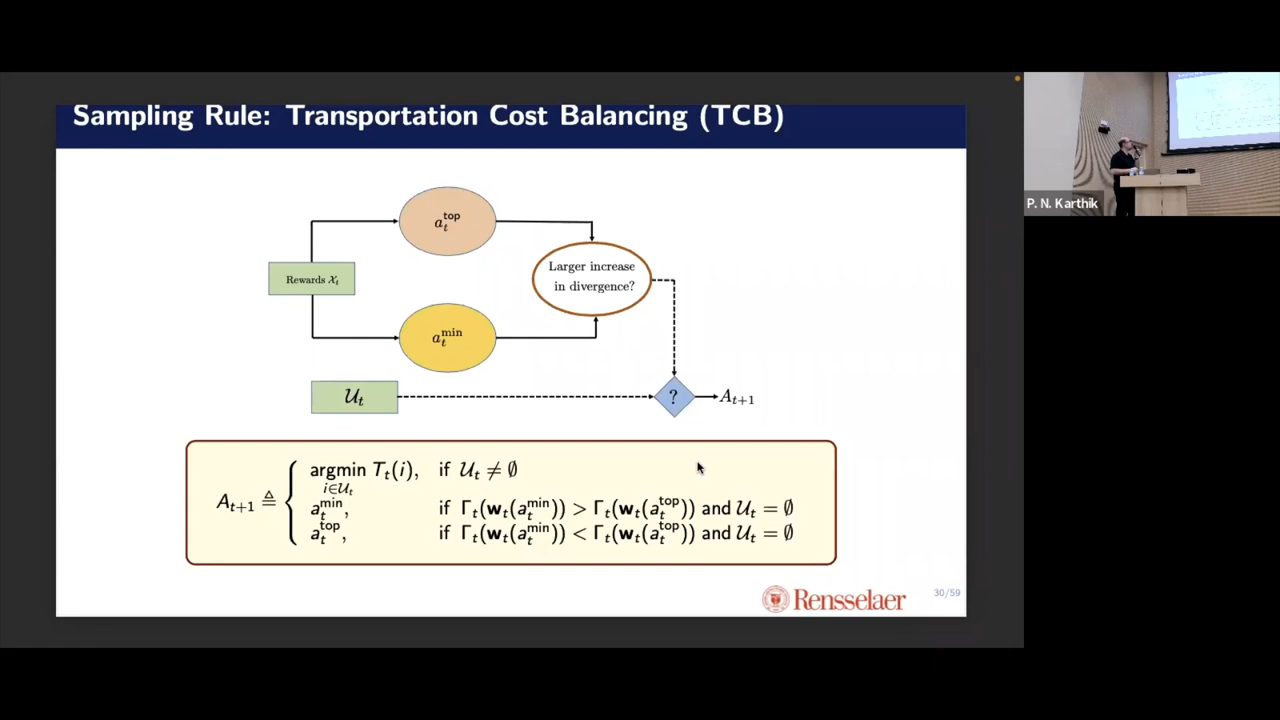 Sampling Rule: Transportation Cost Balancing (TCB)
P. N. Karthik
a_t^top
Rewards 𝒳_t
Larger increase
in divergence?
a_t^min
𝒰_t
?
A_{t+1}
A_{t+1} ≜ { argmin_{i∈𝒰_t} T_t(i), if 𝒰_t ≠ ∅
a_t^min, if Γ_t(w_t(a_t^min)) > Γ_t(w_t(a_t^top)) and 𝒰_t = ∅
a_t^top, if Γ_t(w_t(a_t^min)) < Γ_t(w_t(a_t^top)) and 𝒰_t = ∅
Rensselaer
30/59